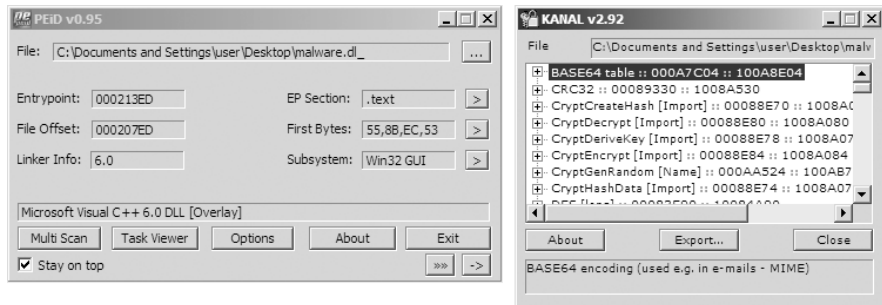 PEiD v0.95
File: C:\Documents and Settings\user\Desktop\malware.dl_
...
Entrypoint: 000213ED
EP Section: .text
>
File Offset: 000207ED
First Bytes: 55,8B,EC,53
>
Linker Info: 6.0
Subsystem: Win32 GUI
>
Microsoft Visual C++ 6.0 DLL [Overlay]
Multi Scan
Task Viewer
Options
About
Exit
Stay on top
»»
->
KANAL v2.92
File
C:\Documents and Settings\user\Desktop\malv
BASE64 table :: 000A7C04 :: 100A8E04
CRC32 :: 00089330 :: 1008A530
CryptCreateHash [Import] :: 00088E70 :: 1008A0
CryptDecrypt [Import] :: 00088E80 :: 1008A080
CryptDeriveKey [Import] :: 00088E78 :: 1008A07
CryptEncrypt [Import] :: 00088E84 :: 1008A084
CryptGenRandom [Name] :: 000AA524 :: 100AB7
CryptHashData [Import] :: 00088E74 :: 1008A07
About
Export...
Close
BASE64 encoding (used e.g. in e-mails - MIME)